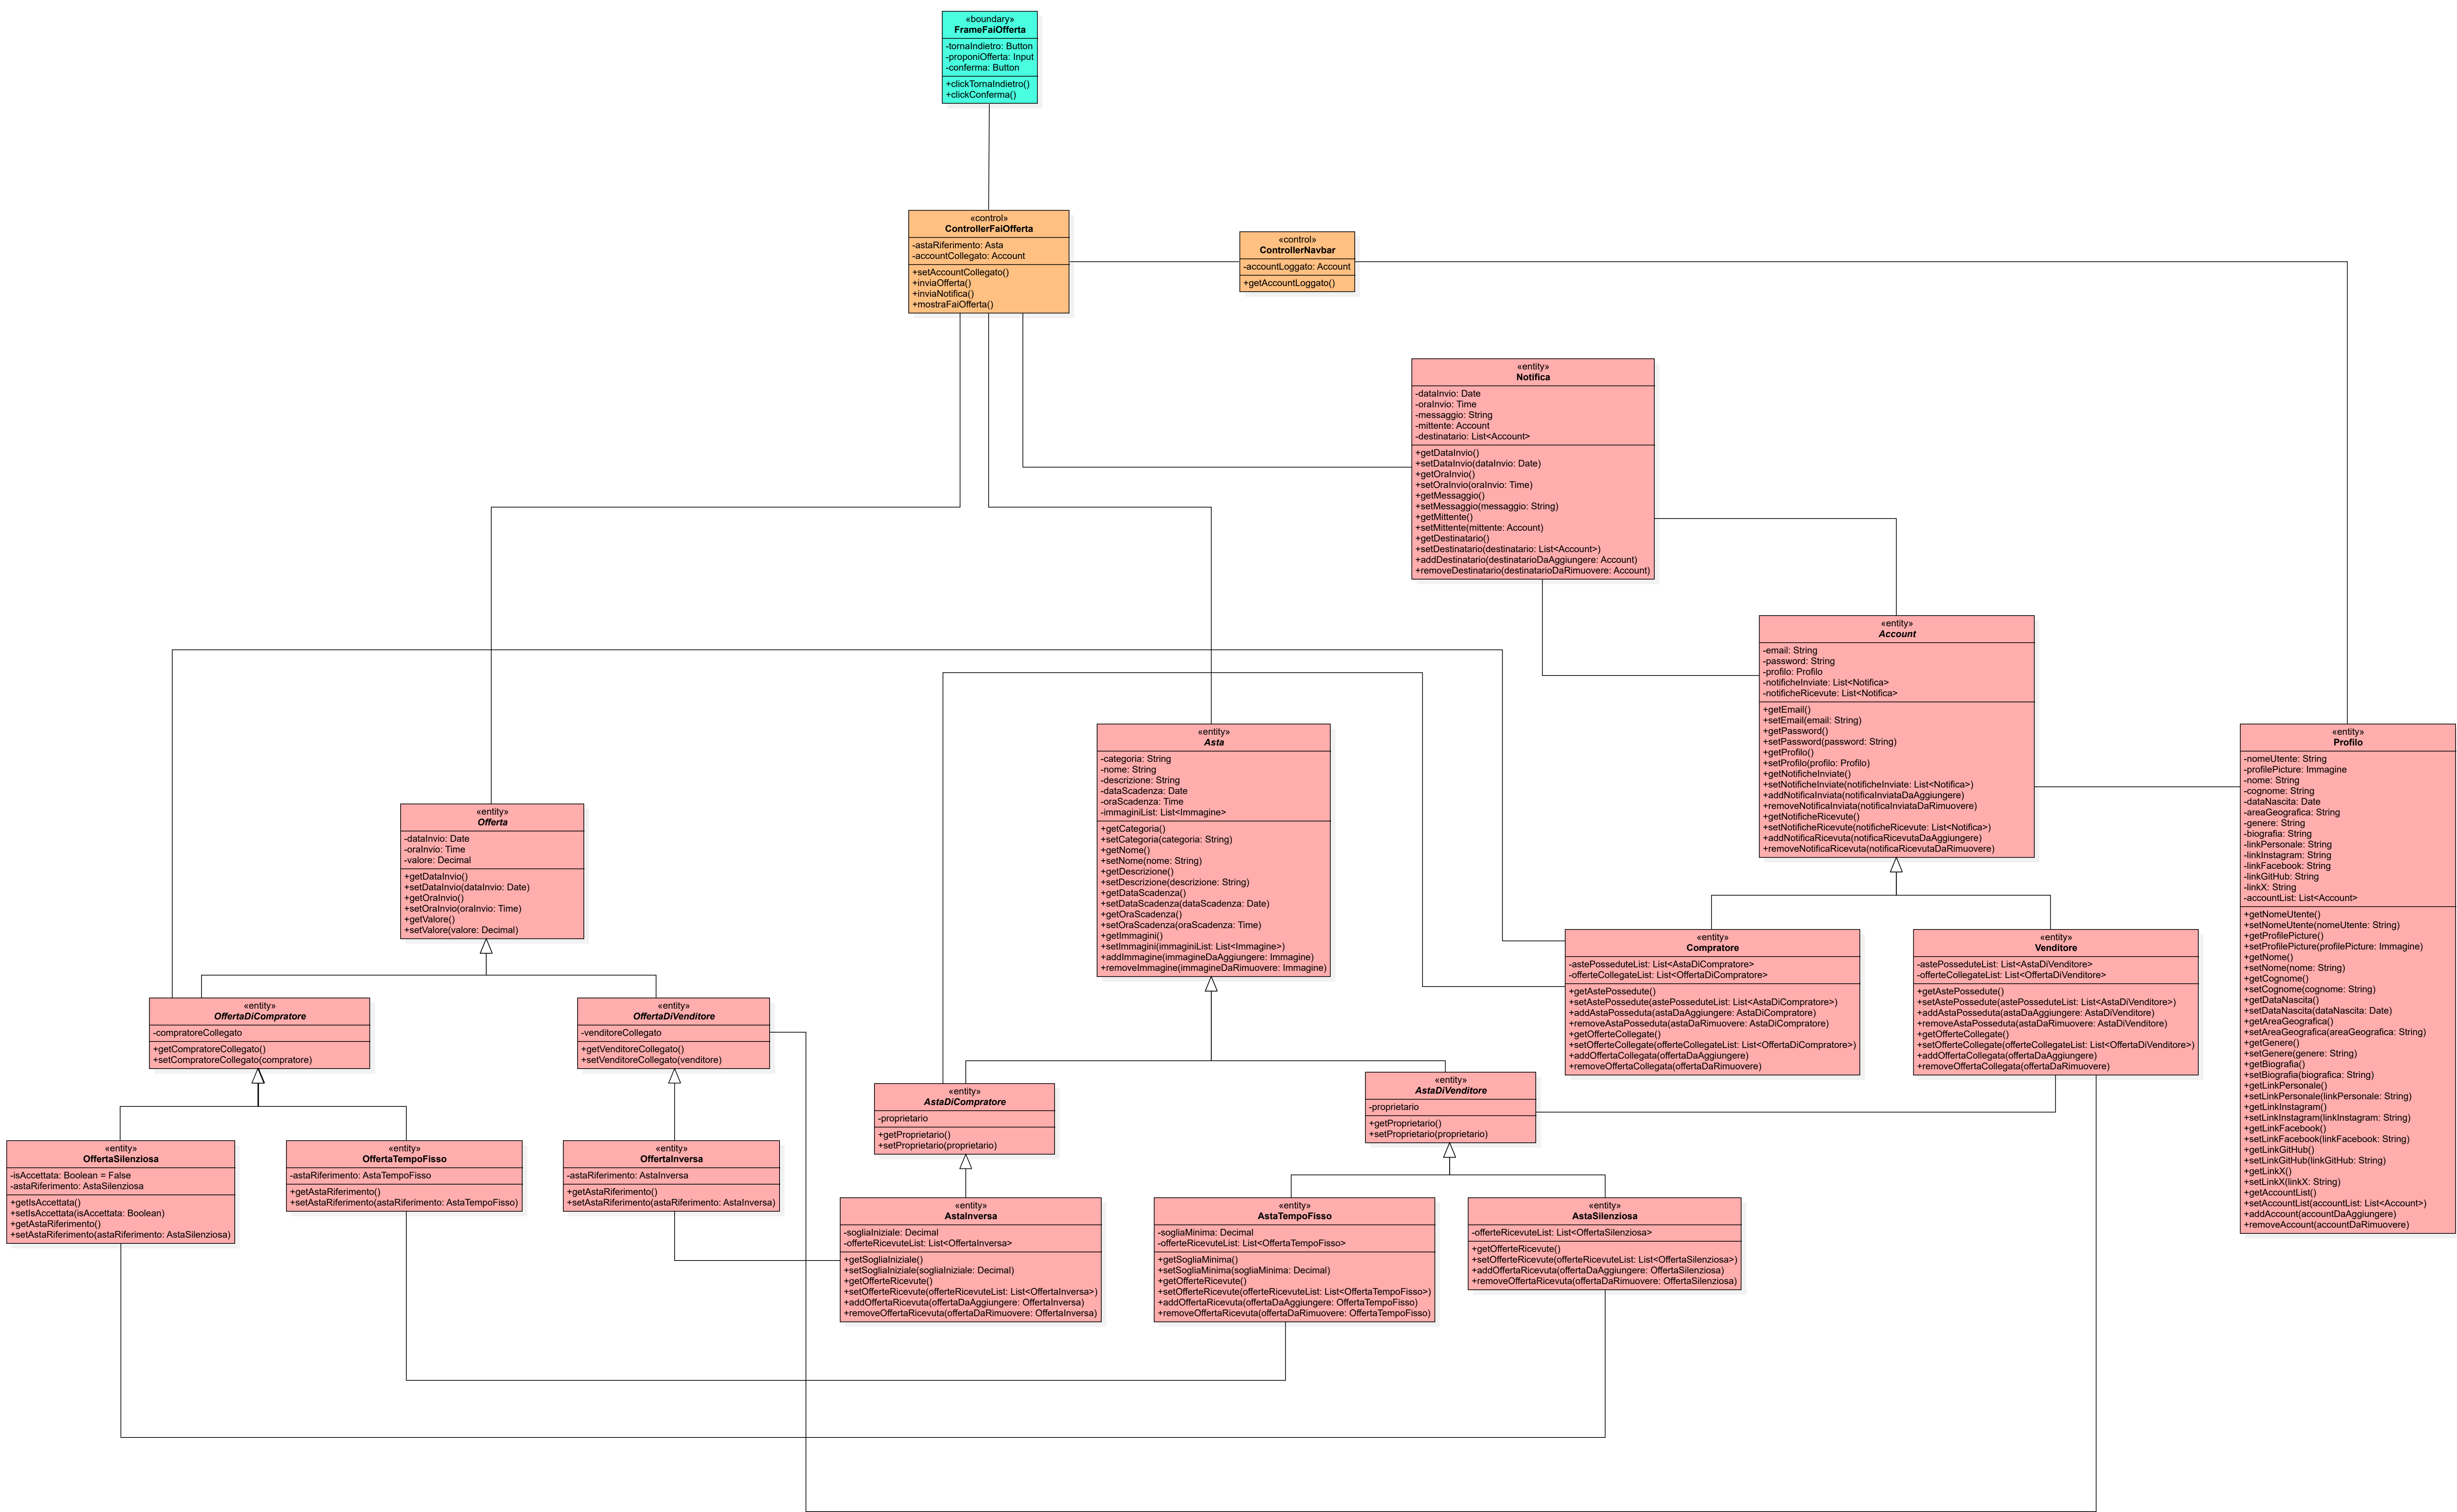 «boundary»
FrameFaiOfferta
-tornaIndietro: Button
-proponiOfferta: Input
-conferma: Button
+clickTornaIndietro()
+clickConferma()
«control»
ControllerFaiOfferta
-astaRiferimento: Asta
-accountCollegato: Account
+setAccountCollegato()
+inviaOfferta()
+inviaNotifica()
+mostraFaiOfferta()
«control»
ControllerNavbar
-accountLoggato: Account
+getAccountLoggato()
«entity»
Notifica
-dataInvio: Date
-oraInvio: Time
-messaggio: String
-mittente: Account
-destinatario: List<Account>
+getDataInvio()
+setDataInvio(dataInvio: Date)
+getOraInvio()
+setOraInvio(oraInvio: Time)
+getMessaggio()
+setMessaggio(messaggio: String)
+getMittente()
+setMittente(mittente: Account)
+getDestinatario()
+setDestinatario(destinatario: List<Account>)
+addDestinatario(destinatarioDaAggiungere: Account)
+removeDestinatario(destinatarioDaRimuovere: Account)
«entity»
Account
-email: String
-password: String
-profilo: Profilo
-notificheInviate: List<Notifica>
-notificheRicevute: List<Notifica>
+getEmail()
+setEmail(email: String)
+getPassword()
+setPassword(password: String)
+getProfilo()
+setProfilo(profilo: Profilo)
+getNotificheInviate()
+setNotificheInviate(notificheInviate: List<Notifica>)
+addNotificaInviata(notificaInviataDaAggiungere)
+removeNotificaInviata(notificaInviataDaRimuovere)
+getNotificheRicevute()
+setNotificheRicevute(notificheRicevute: List<Notifica>)
+addNotificaRicevuta(notificaRicevutaDaAggiungere)
+removeNotificaRicevuta(notificaRicevutaDaRimuovere)
«entity»
Profilo
-nomeUtente: String
-profilePicture: Immagine
-nome: String
-cognome: String
-dataNascita: Date
-areaGeografica: String
-genere: String
-biografia: String
-linkPersonale: String
-linkInstagram: String
-linkFacebook: String
-linkGitHub: String
-linkX: String
-accountList: List<Account>
+getNomeUtente()
+setNomeUtente(nomeUtente: String)
+getProfilePicture()
+setProfilePicture(profilePicture: Immagine)
+getNome()
+setNome(nome: String)
+getCognome()
+setCognome(cognome: String)
+getDataNascita()
+setDataNascita(dataNascita: Date)
+getAreaGeografica()
+setAreaGeografica(areaGeografica: String)
+getGenere()
+setGenere(genere: String)
+getBiografia()
+setBiografia(biografica: String)
+getLinkPersonale()
+setLinkPersonale(linkPersonale: String)
+getLinkInstagram()
+setLinkInstagram(linkInstagram: String)
+getLinkFacebook()
+setLinkFacebook(linkFacebook: String)
+getLinkGitHub()
+setLinkGitHub(linkGitHub: String)
+getLinkX()
+setLinkX(linkX: String)
+getAccountList()
+setAccountList(accountList: List<Account>)
+addAccount(accountDaAggiungere)
+removeAccount(accountDaRimuovere)
«entity»
Asta
-categoria: String
-nome: String
-descrizione: String
-dataScadenza: Date
-oraScadenza: Time
-immaginiList: List<Immagine>
+getCategoria()
+setCategoria(categoria: String)
+getNome()
+setNome(nome: String)
+getDescrizione()
+setDescrizione(descrizione: String)
+getDataScadenza()
+setDataScadenza(dataScadenza: Date)
+getOraScadenza()
+setOraScadenza(oraScadenza: Time)
+getImmagini()
+setImmagini(immaginiList: List<Immagine>)
+addImmagine(immagineDaAggiungere: Immagine)
+removeImmagine(immagineDaRimuovere: Immagine)
«entity»
Offerta
-dataInvio: Date
-oraInvio: Time
-valore: Decimal
+getDataInvio()
+setDataInvio(dataInvio: Date)
+getOraInvio()
+setOraInvio(oraInvio: Time)
+getValore()
+setValore(valore: Decimal)
«entity»
Compratore
-astePosseduteList: List<AstaDiCompratore>
-offerteCollegateList: List<OffertaDiCompratore>
+getAstePossedute()
+setAstePossedute(astePosseduteList: List<AstaDiCompratore>)
+addAstaPosseduta(astaDaAggiungere: AstaDiCompratore)
+removeAstaPosseduta(astaDaRimuovere: AstaDiCompratore)
+getOfferteCollegate()
+setOfferteCollegate(offerteCollegateList: List<OffertaDiCompratore>)
+addOffertaCollegata(offertaDaAggiungere)
+removeOffertaCollegata(offertaDaRimuovere)
«entity»
Venditore
-astePosseduteList: List<AstaDiVenditore>
-offerteCollegateList: List<OffertaDiVenditore>
+getAstePossedute()
+setAstePossedute(astePosseduteList: List<AstaDiVenditore>)
+addAstaPosseduta(astaDaAggiungere: AstaDiVenditore)
+removeAstaPosseduta(astaDaRimuovere: AstaDiVenditore)
+getOfferteCollegate()
+setOfferteCollegate(offerteCollegateList: List<OffertaDiVenditore>)
+addOffertaCollegata(offertaDaAggiungere)
+removeOffertaCollegata(offertaDaRimuovere)
«entity»
OffertaDiCompratore
-compratoreCollegato
+getCompratoreCollegato()
+setCompratoreCollegato(compratore)
«entity»
OffertaDiVenditore
-venditoreCollegato
+getVenditoreCollegato()
+setVenditoreCollegato(venditore)
«entity»
AstaDiCompratore
-proprietario
+getProprietario()
+setProprietario(proprietario)
«entity»
AstaDiVenditore
-proprietario
+getProprietario()
+setProprietario(proprietario)
«entity»
OffertaSilenziosa
-isAccettata: Boolean = False
-astaRiferimento: AstaSilenziosa
+getIsAccettata()
+setIsAccettata(isAccettata: Boolean)
+getAstaRiferimento()
+setAstaRiferimento(astaRiferimento: AstaSilenziosa)
«entity»
OffertaTempoFisso
-astaRiferimento: AstaTempoFisso
+getAstaRiferimento()
+setAstaRiferimento(astaRiferimento: AstaTempoFisso)
«entity»
OffertaInversa
-astaRiferimento: AstaInversa
+getAstaRiferimento()
+setAstaRiferimento(astaRiferimento: AstaInversa)
«entity»
AstaInversa
-sogliaIniziale: Decimal
-offerteRicevuteList: List<OffertaInversa>
+getSogliaIniziale()
+setSogliaIniziale(sogliaIniziale: Decimal)
+getOfferteRicevute()
+setOfferteRicevute(offerteRicevuteList: List<OffertaInversa>)
+addOffertaRicevuta(offertaDaAggiungere: OffertaInversa)
+removeOffertaRicevuta(offertaDaRimuovere: OffertaInversa)
«entity»
AstaTempoFisso
-sogliaMinima: Decimal
-offerteRicevuteList: List<OffertaTempoFisso>
+getSogliaMinima()
+setSogliaMinima(sogliaMinima: Decimal)
+getOfferteRicevute()
+setOfferteRicevute(offerteRicevuteList: List<OffertaTempoFisso>)
+addOffertaRicevuta(offertaDaAggiungere: OffertaTempoFisso)
+removeOffertaRicevuta(offertaDaRimuovere: OffertaTempoFisso)
«entity»
AstaSilenziosa
-offerteRicevuteList: List<OffertaSilenziosa>
+getOfferteRicevute()
+setOfferteRicevute(offerteRicevuteList: List<OffertaSilenziosa>)
+addOffertaRicevuta(offertaDaAggiungere: OffertaSilenziosa)
+removeOffertaRicevuta(offertaDaRimuovere: OffertaSilenziosa)